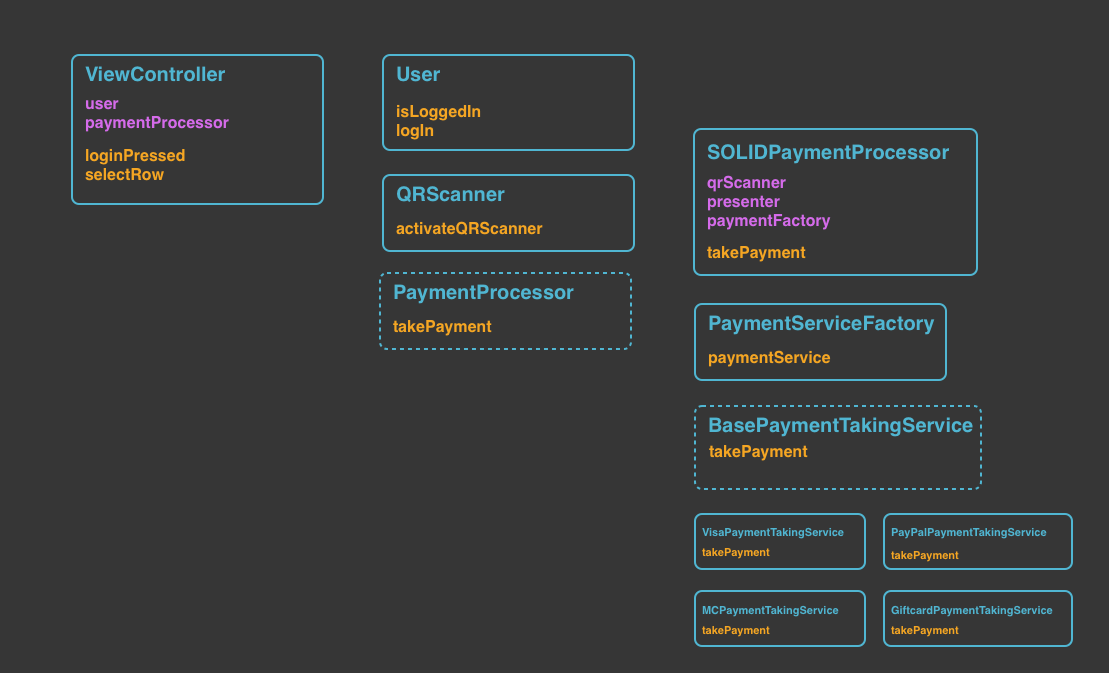 ViewController
user
paymentProcessor
loginPressed
selectRow
User
isLoggedIn
logIn
QRScanner
activateQRScanner
PaymentProcessor
takePayment
SOLIDPaymentProcessor
qrScanner
presenter
paymentFactory
takePayment
PaymentServiceFactory
paymentService
BasePaymentTakingService
takePayment
VisaPaymentTakingService
takePayment
PayPalPaymentTakingService
takePayment
MCPaymentTakingService
takePayment
GiftcardPaymentTakingService
takePayment